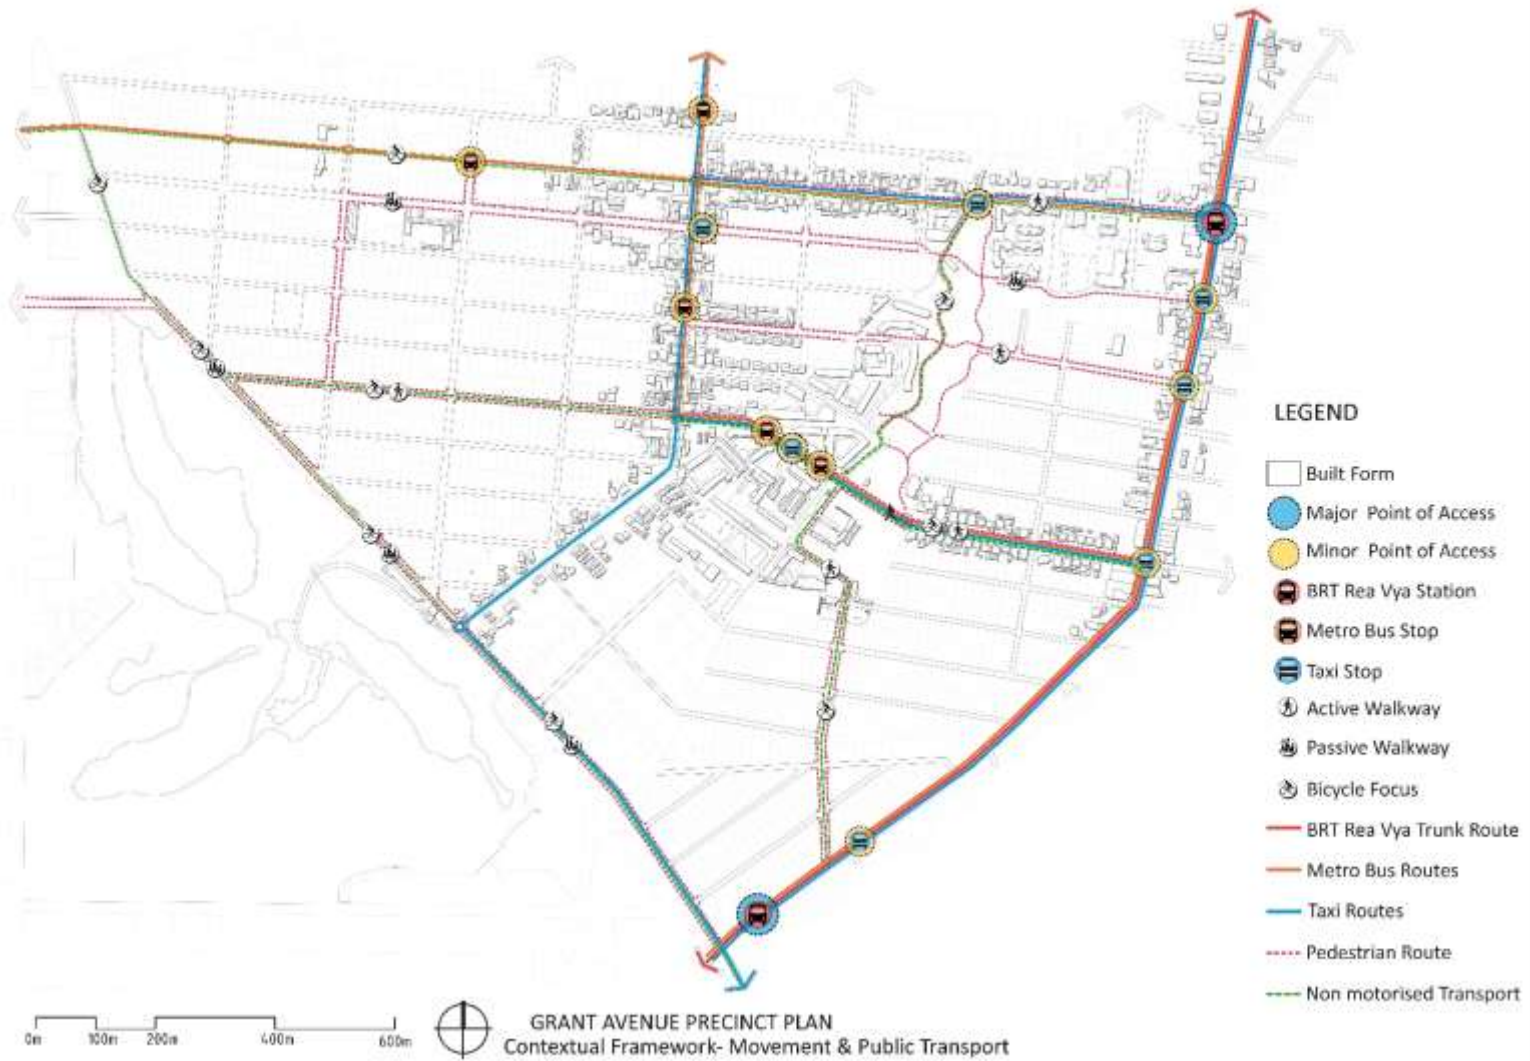 LEGEND
Built Form
Major Point of Access
Minor Point of Access
BRT Rea Vya Station
Metro Bus Stop
Taxi Stop
Active Walkway
Passive Walkway
Bicycle Focus
BRT Rea Vya Trunk Route
Metro Bus Routes
Taxi Routes
Pedestrian Route
Non motorised Transport
0m 100m 200m 400m 600m
GRANT AVENUE PRECINCT PLAN
Contextual Framework- Movement & Public Transport